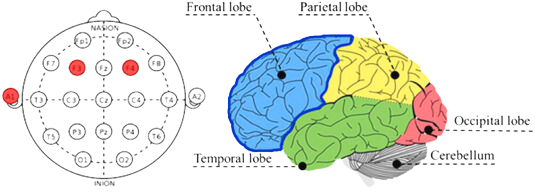 NASION
Fp1 Fp2
F7 F3 Fz F4 F8
A1 T3 C3 Cz C4 T4 A2
T5 P3 Pz P4 T6
O1 O2
INION
Frontal lobe Parietal lobe
Occipital lobe
Temporal lobe Cerebellum